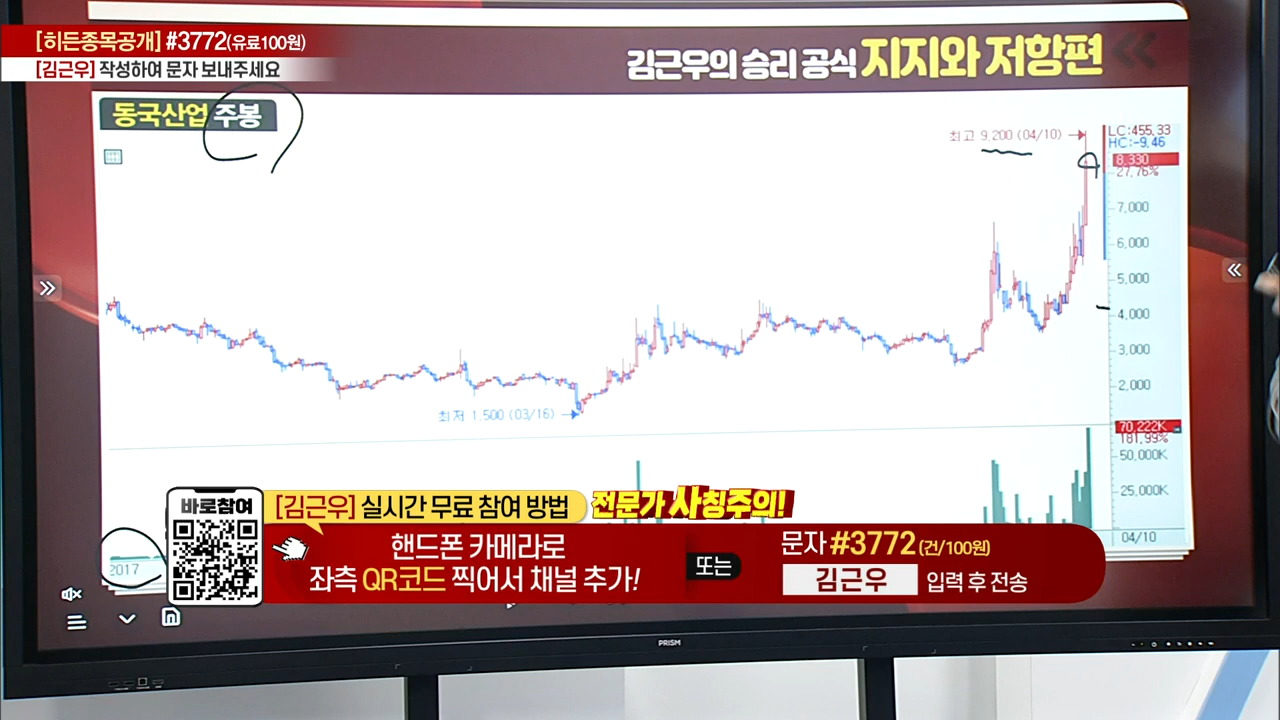 [히든종목공개] #3772(유료100원)
[김근우] 작성하여 문자 보내주세요
김근우의 승리 공식 지지와 저항편
동국산업 주봉
최고 9,200 (04/10)
LC:455.33
HC:-9.46
8,330
27.76%
7,000
6,000
5,000
4,000
3,000
2,000
최저 1,500 (03/16)
70,222K
181.99%
50,000K
25,000K
2017
04/10
바로참여
[김근우] 실시간 무료 참여 방법
전문가 사칭주의!
핸드폰 카메라로
좌측 QR코드 찍어서 채널 추가!
또는
문자 #3772 (건/100원)
김근우 입력 후 전송
PRISM